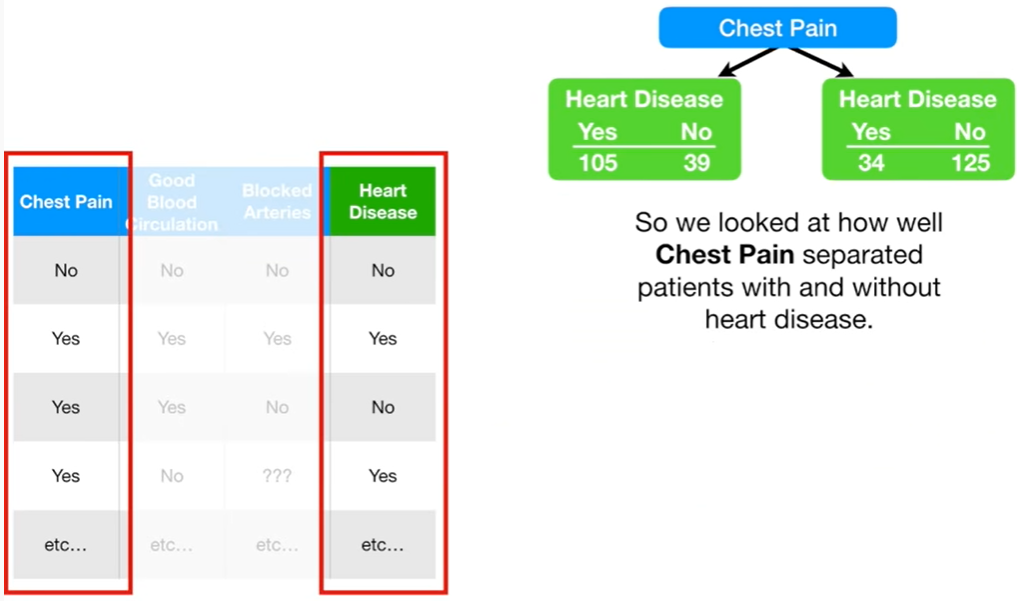 Chest Pain
Heart Disease
Yes No
105 39
Heart Disease
Yes No
34 125
So we looked at how well
Chest Pain separated
patients with and without
heart disease.
Chest Pain Good Blood Circulation Blocked Arteries Heart Disease
No No No No
Yes Yes Yes Yes
Yes Yes No No
Yes No ??? Yes
etc... etc... etc... etc...